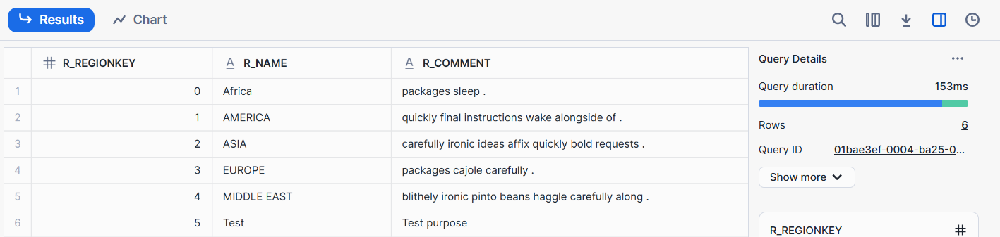 Results Chart
R_REGIONKEY R_NAME R_COMMENT
1 0 Africa packages sleep .
2 1 AMERICA quickly final instructions wake alongside of .
3 2 ASIA carefully ironic ideas affix quickly bold requests .
4 3 EUROPE packages cajole carefully .
5 4 MIDDLE EAST blithely ironic pinto beans haggle carefully along .
6 5 Test Test purpose
Query Details ...
Query duration 153ms
Rows 6
Query ID 01bae3ef-0004-ba25-0...
Show more
R_REGIONKEY